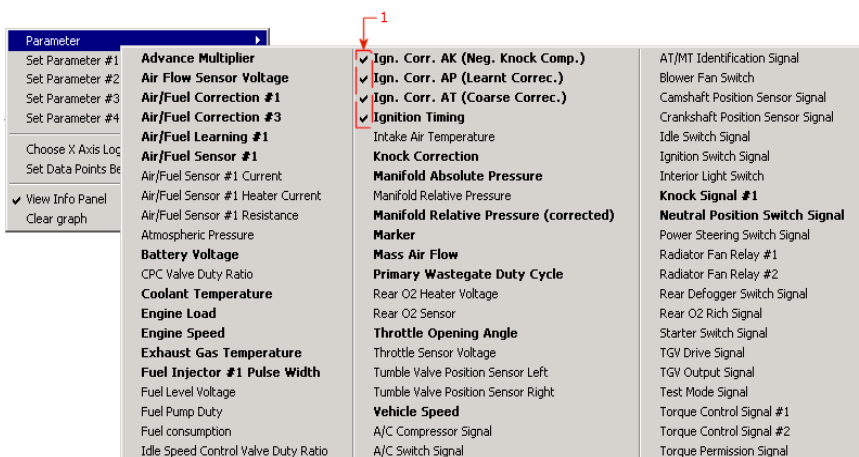 1
Parameter
Set Parameter #1
Set Parameter #2
Set Parameter #3
Set Parameter #4
Choose X Axis Log
Set Data Points Be
View Info Panel
Clear graph
Advance Multiplier
Air Flow Sensor Voltage
Air/Fuel Correction #1
Air/Fuel Correction #3
Air/Fuel Learning #1
Air/Fuel Sensor #1
Air/Fuel Sensor #1 Current
Air/Fuel Sensor #1 Heater Current
Air/Fuel Sensor #1 Resistance
Atmospheric Pressure
Battery Voltage
CPC Valve Duty Ratio
Coolant Temperature
Engine Load
Engine Speed
Exhaust Gas Temperature
Fuel Injector #1 Pulse Width
Fuel Level Voltage
Fuel Pump Duty
Fuel consumption
Idle Speed Control Valve Duty Ratio
Ign. Corr. AK (Neg. Knock Comp.)
Ign. Corr. AP (Learnt Correc.)
Ign. Corr. AT (Coarse Correc.)
Ignition Timing
Intake Air Temperature
Knock Correction
Manifold Absolute Pressure
Manifold Relative Pressure
Manifold Relative Pressure (corrected)
Marker
Mass Air Flow
Primary Wastegate Duty Cycle
Rear O2 Heater Voltage
Rear O2 Sensor
Throttle Opening Angle
Throttle Sensor Voltage
Tumble Valve Position Sensor Left
Tumble Valve Position Sensor Right
Vehicle Speed
A/C Compressor Signal
A/C Switch Signal
AT/MT Identification Signal
Blower Fan Switch
Camshaft Position Sensor Signal
Crankshaft Position Sensor Signal
Idle Switch Signal
Ignition Switch Signal
Interior Light Switch
Knock Signal #1
Neutral Position Switch Signal
Power Steering Switch Signal
Radiator Fan Relay #1
Radiator Fan Relay #2
Rear Defogger Switch Signal
Rear O2 Rich Signal
Starter Switch Signal
TGV Drive Signal
TGV Output Signal
Test Mode Signal
Torque Control Signal #1
Torque Control Signal #2
Torque Permission Signal